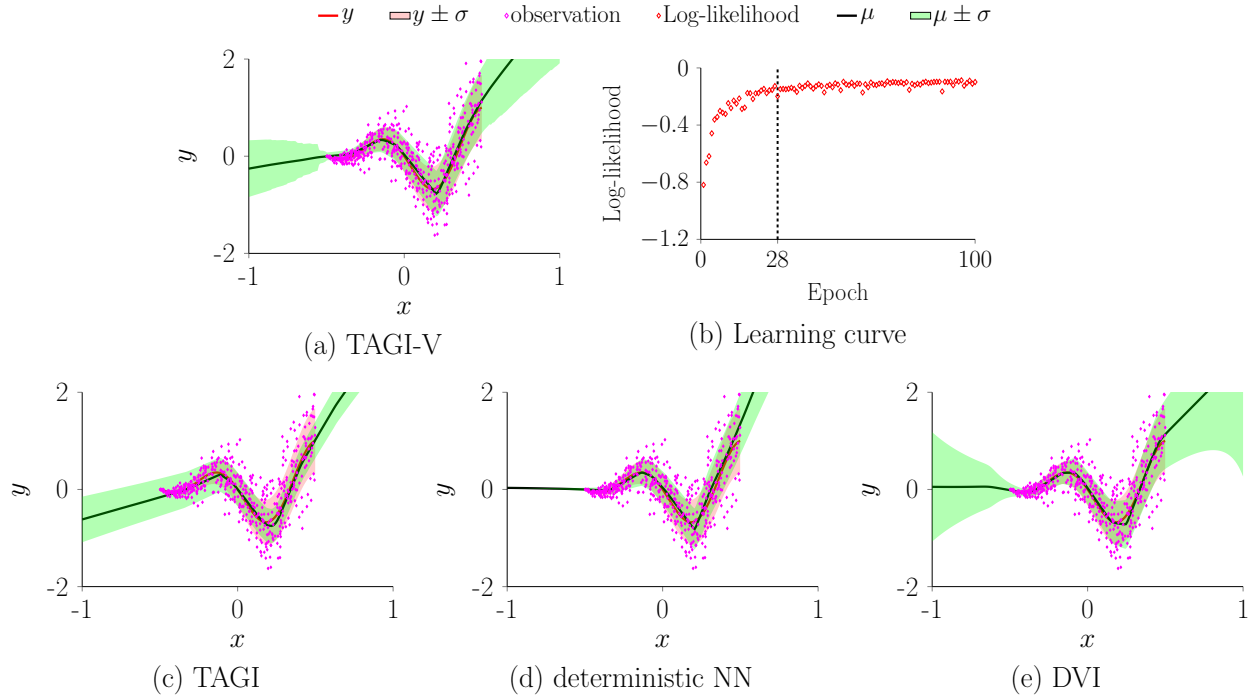 y y ± σ observation Log-likelihood μ μ ± σ
2
0
−2
y
-1 0 1
x
(a) TAGI-V
0
−0.4
−0.8
−1.2
Log-likelihood
0 28 100
Epoch
(b) Learning curve
2
0
-2
y
-1 0 1
x
(c) TAGI
2
0
-2
y
-1 0 1
x
(d) deterministic NN
2
0
-2
y
-1 0 1
x
(e) DVI